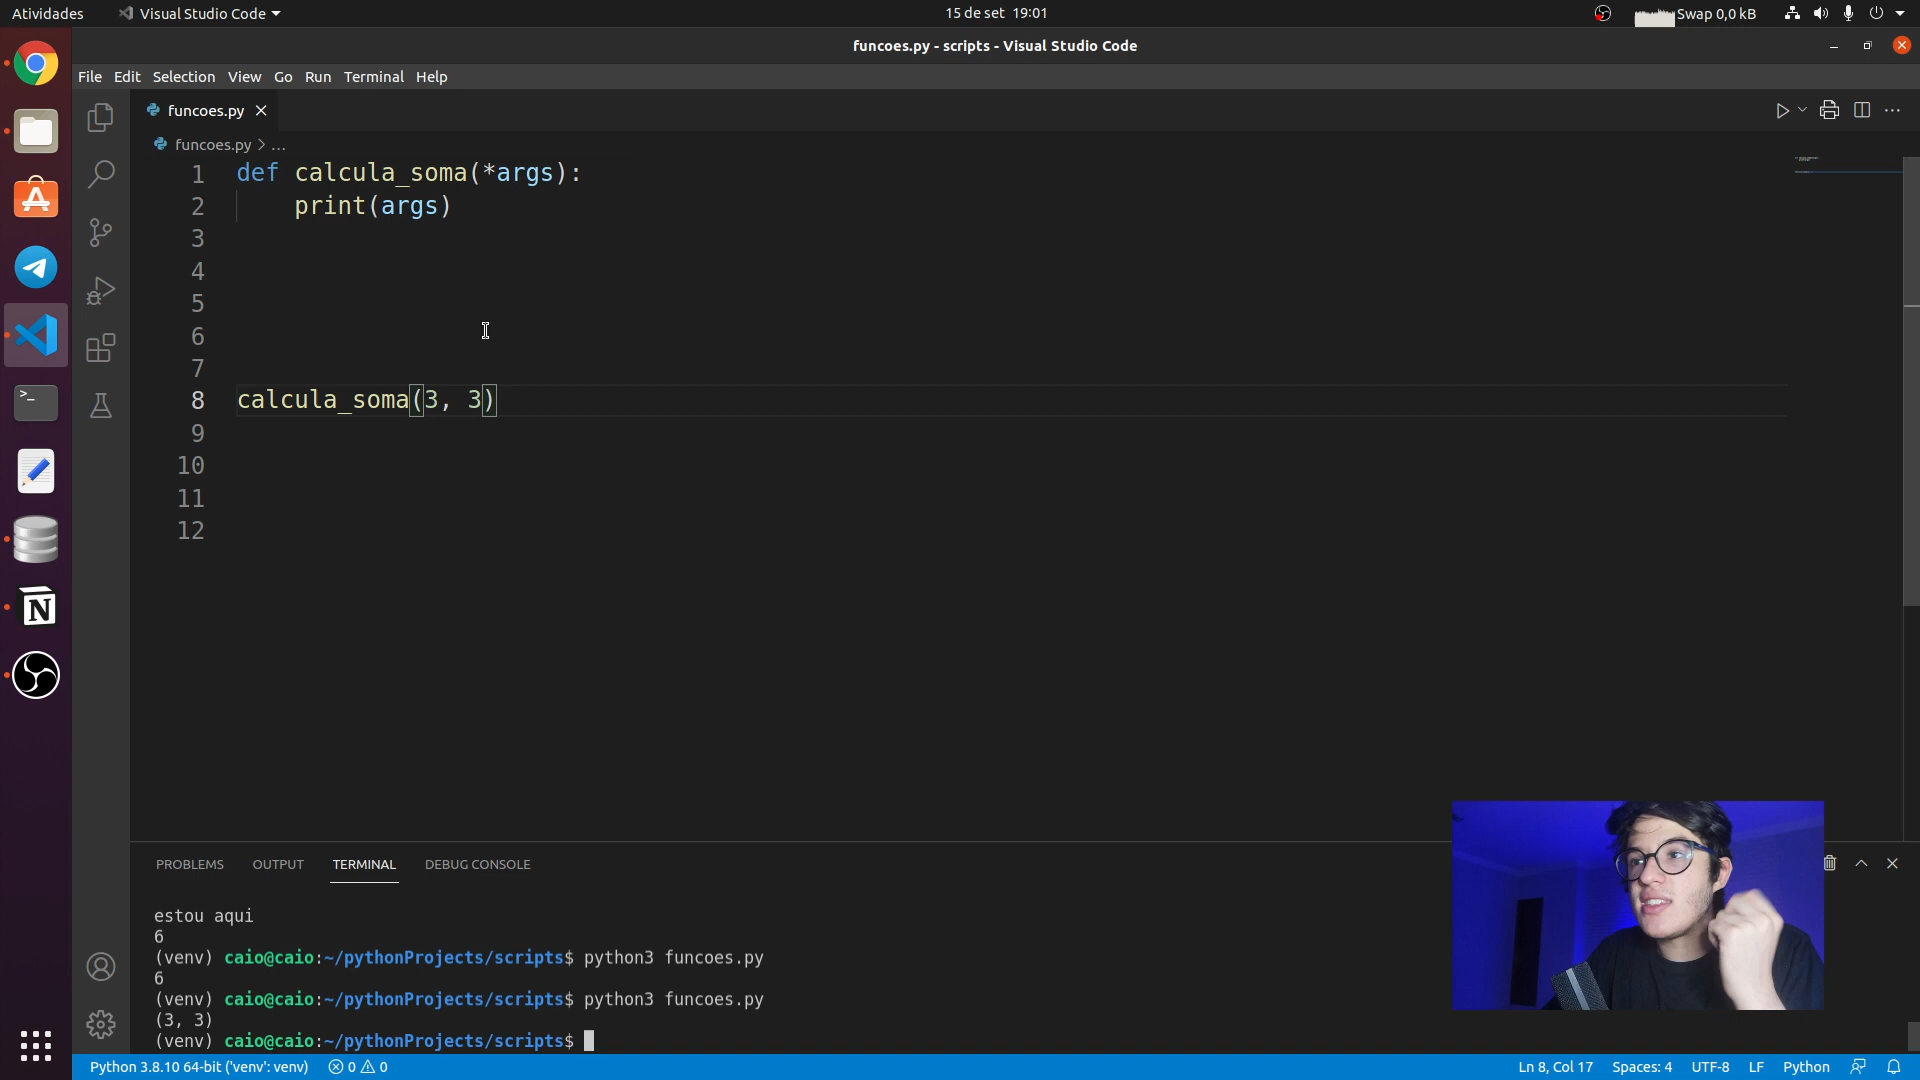 Atividades Visual Studio Code 15 de set 19:01 Swap 0,0 kB
funcoes.py - scripts - Visual Studio Code
File Edit Selection View Go Run Terminal Help
funcoes.py
funcoes.py > ...
1 def calcula_soma(*args):
2 print(args)
3
4
5
6
7
8 calcula_soma(3, 3)
9
10
11
12
PROBLEMS OUTPUT TERMINAL DEBUG CONSOLE
estou aqui
6
(venv) caio@caio:~/pythonProjects/scripts$ python3 funcoes.py
6
(venv) caio@caio:~/pythonProjects/scripts$ python3 funcoes.py
(3, 3)
(venv) caio@caio:~/pythonProjects/scripts$
Python 3.8.10 64-bit ('venv': venv) 0 0 Ln 8, Col 17 Spaces: 4 UTF-8 LF Python